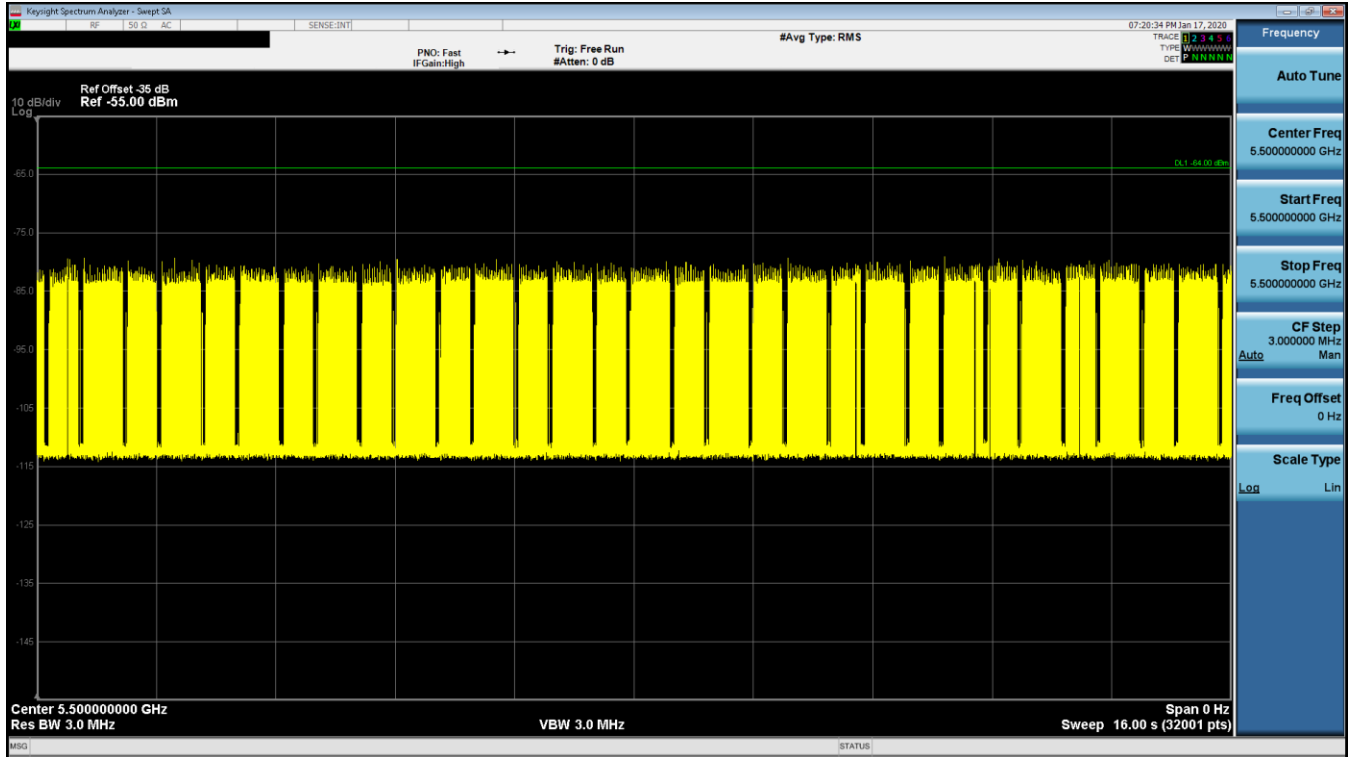 Keysight Spectrum Analyzer - Swept SA
LXI RF 50 Ω AC SENSE:INT 07:20:34 PM Jan 17, 2020
#Avg Type: RMS
TRACE 1 2 3 4 5 6
PNO: Fast Trig: Free Run
TYPE WWWWWW
IFGain:High #Atten: 0 dB
DET P N N N N N
Ref Offset -35 dB
10 dB/div Ref -55.00 dBm
Log
DL1 -64.00 dBm
-65.0
-75.0
-85.0
-95.0
-105
-115
-125
-135
-145
Center 5.500000000 GHz Span 0 Hz
Res BW 3.0 MHz VBW 3.0 MHz Sweep 16.00 s (32001 pts)
MSG STATUS
Frequency
Auto Tune
Center Freq
5.500000000 GHz
Start Freq
5.500000000 GHz
Stop Freq
5.500000000 GHz
CF Step
3.000000 MHz
Auto Man
Freq Offset
0 Hz
Scale Type
Log Lin